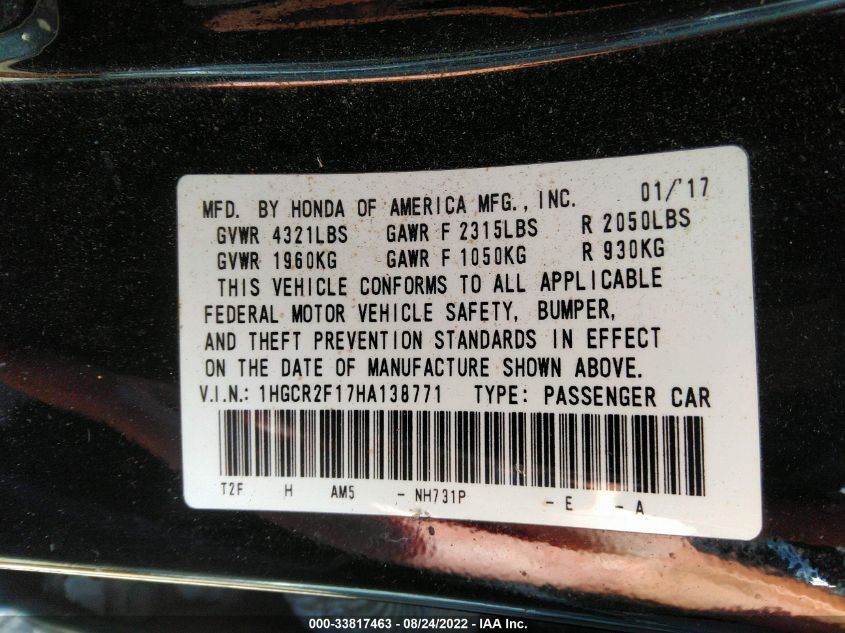 MFD. BY HONDA OF AMERICA MFG., INC. 01/'17
GVWR 4321LBS GAWR F 2315LBS R 2050LBS
GVWR 1960KG GAWR F 1050KG R 930KG
THIS VEHICLE CONFORMS TO ALL APPLICABLE
FEDERAL MOTOR VEHICLE SAFETY, BUMPER,
AND THEFT PREVENTION STANDARDS IN EFFECT
ON THE DATE OF MANUFACTURE SHOWN ABOVE.
V.I.N.: 1HGCR2F17HA138771 TYPE: PASSENGER CAR
T2F H AM5 - NH731P - E - A
000-33817463 - 08/24/2022 - IAA Inc.